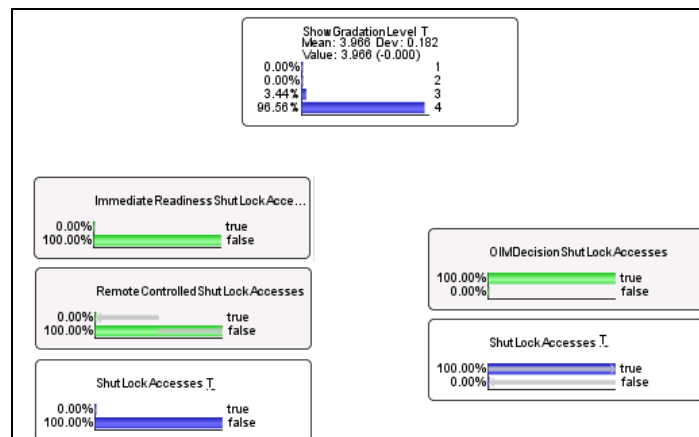 Show Gradation Level T
Mean: 3.966 Dev: 0.182
Value: 3.966 (-0.000)
0.00% 1
0.00% 2
3.44% 3
96.56% 4
Immediate Readiness Shut Lock Acce...
0.00% true
100.00% false
Remote Controlled Shut Lock Accesses
0.00% true
100.00% false
Shut Lock Accesses T
0.00% true
100.00% false
OIM Decision Shut Lock Accesses
100.00% true
0.00% false
Shut Lock Accesses T
100.00% true
0.00% false